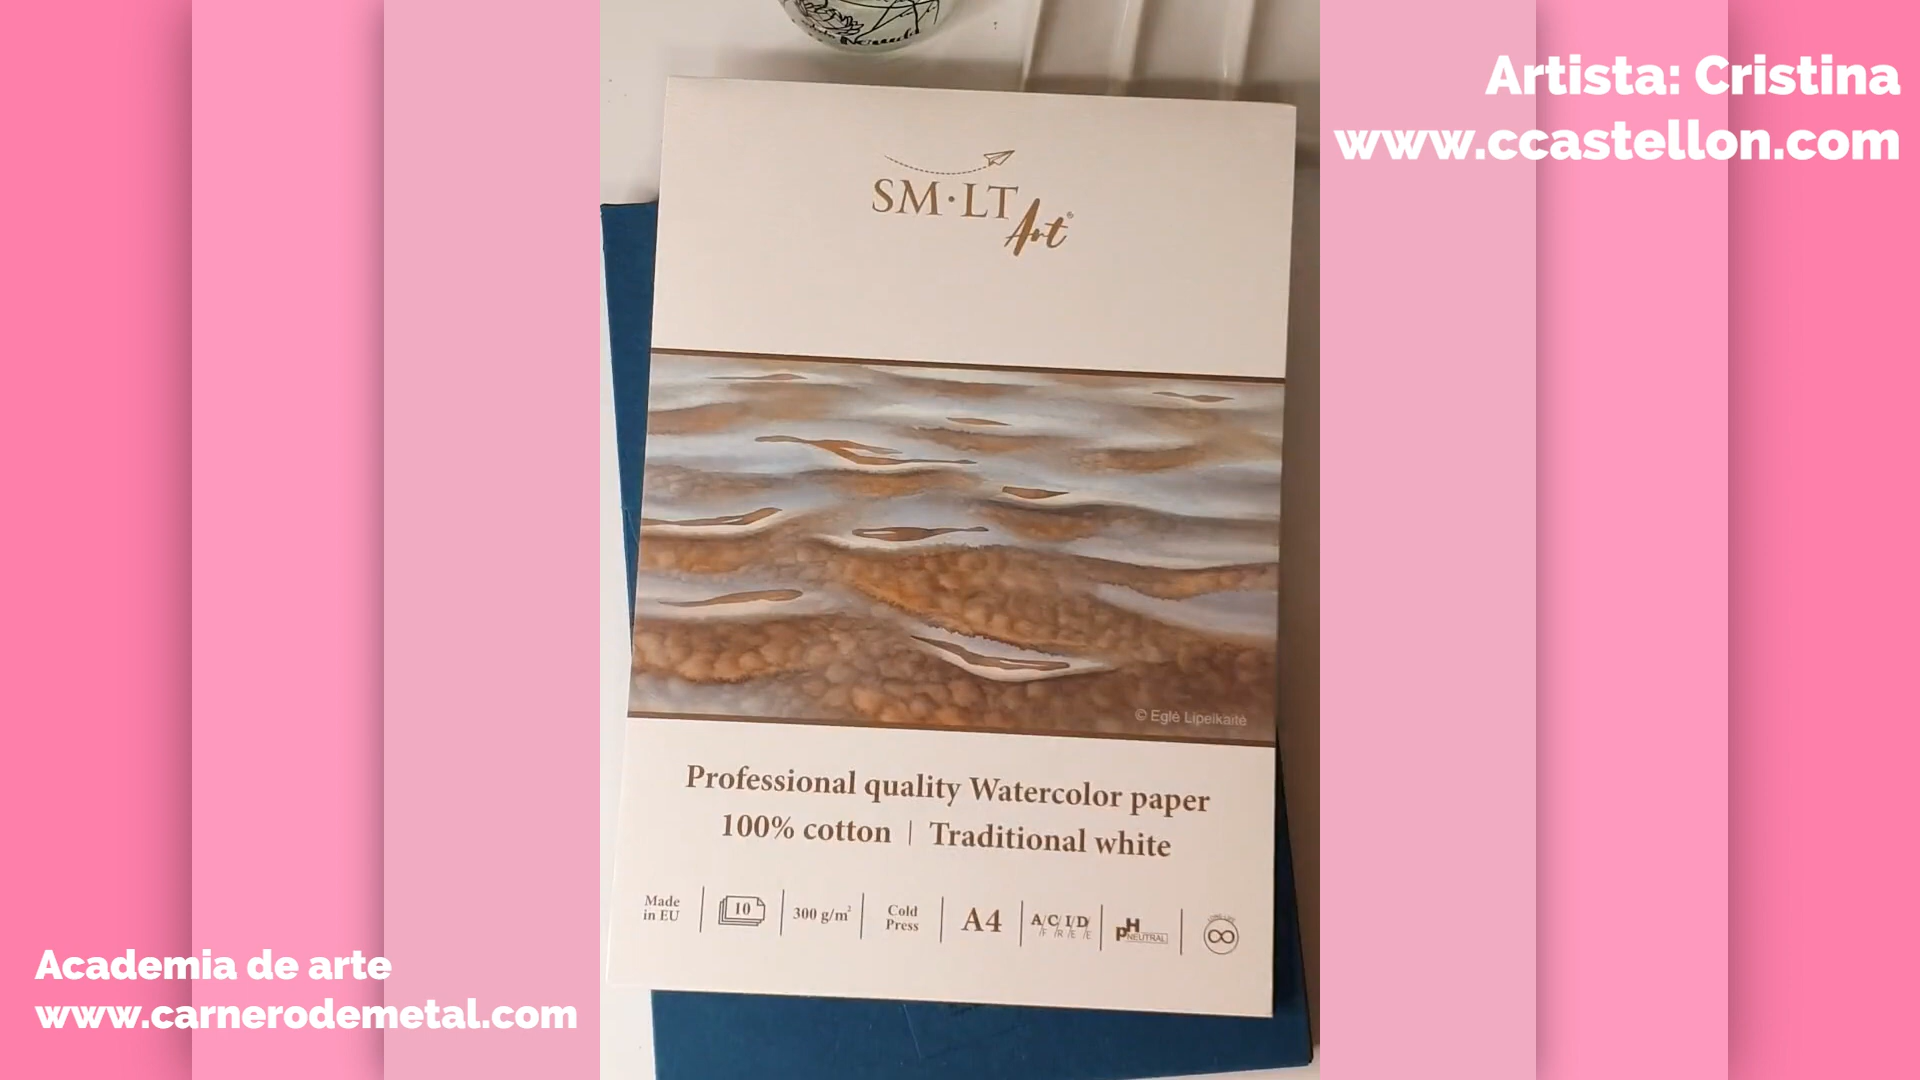 Artista: Cristina
www.ccastellon.com
SM·LT
Art®
© Eglė Lipeikaitė
Professional quality Watercolor paper
100% cotton | Traditional white
Made
in EU
10
300 g/m²
Cold
Press
A4
A/C/I/D
/F /R/E/E
pH
NEUTRAL
Academia de arte
www.carnerodemetal.com